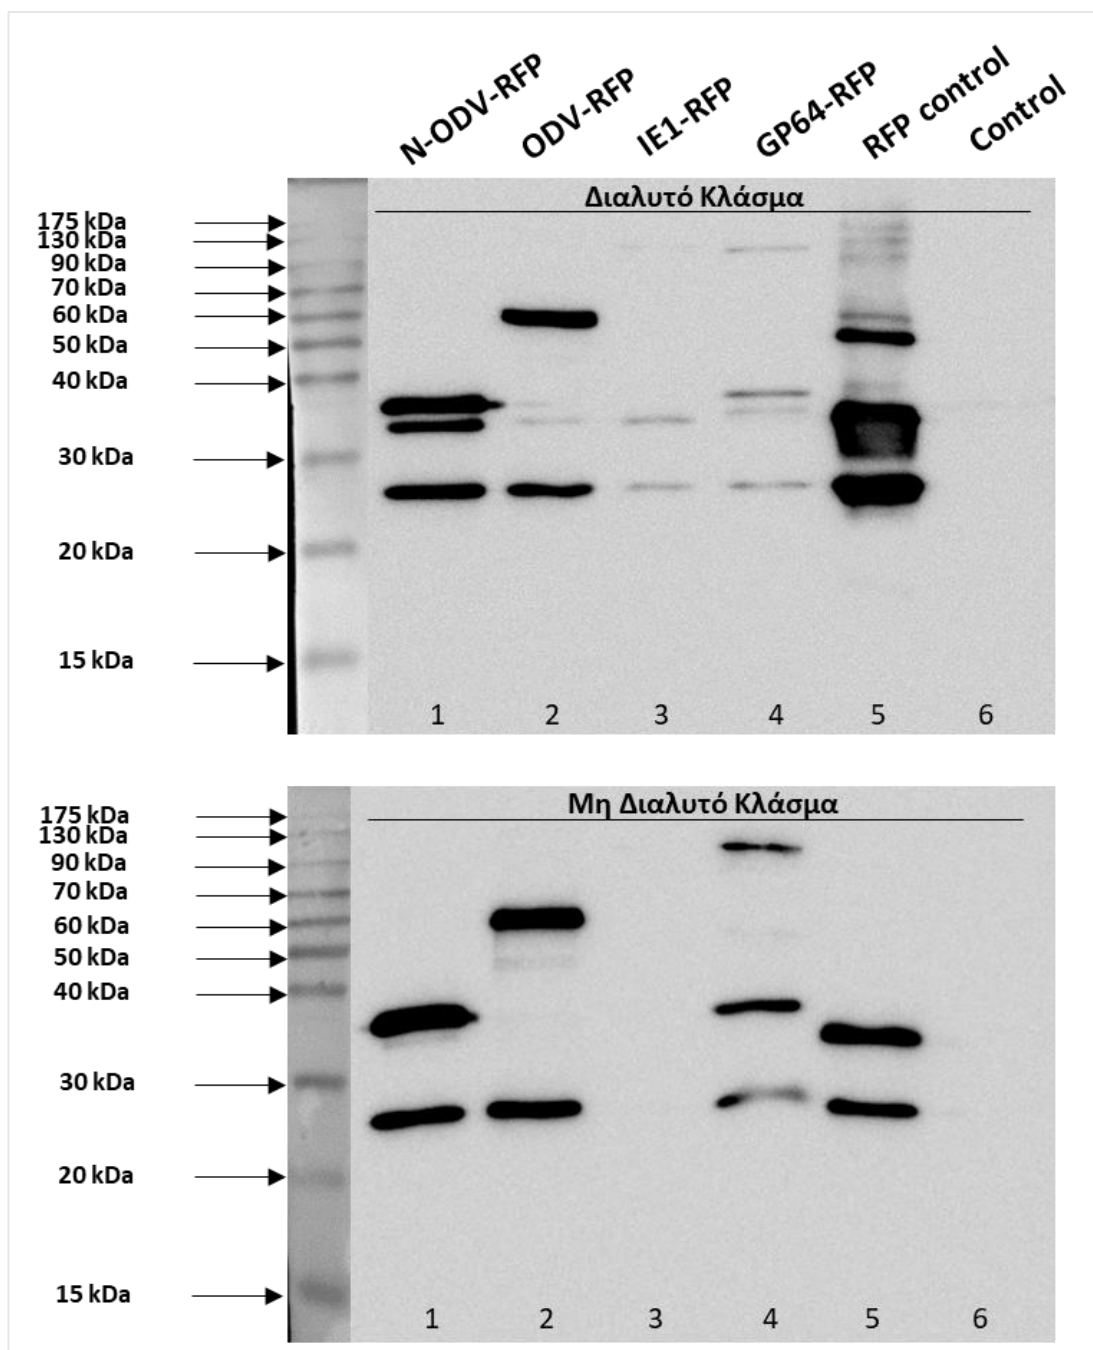 N-ODV-RFP
ODV-RFP
IE1-RFP
GP64-RFP
RFP control
Control
Διαλυτό Κλάσμα
175 kDa
130 kDa
90 kDa
70 kDa
60 kDa
50 kDa
40 kDa
30 kDa
20 kDa
15 kDa
1 2 3 4 5 6
Μη Διαλυτό Κλάσμα
175 kDa
130 kDa
90 kDa
70 kDa
60 kDa
50 kDa
40 kDa
30 kDa
20 kDa
15 kDa
1 2 3 4 5 6